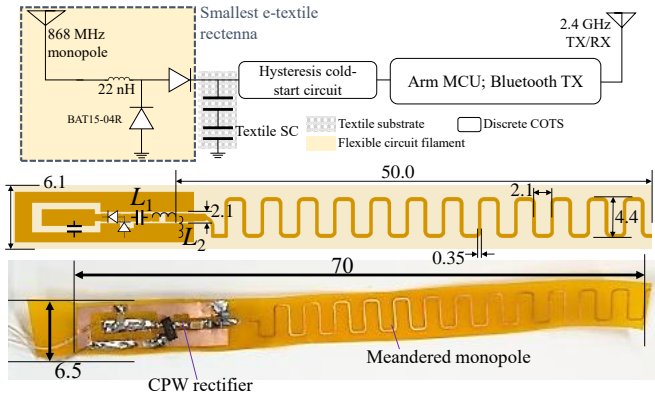 Smallest e-textile
rectenna
868 MHz
monopole
2.4 GHz
TX/RX
22 nH
BAT15-04R
Hysteresis cold-
start circuit
Arm MCU; Bluetooth TX
Textile SC
Textile substrate
Discrete COTS
Flexible circuit filament
6.1
50.0
L1
2.1
2.1
4.4
L2
0.35
70
6.5
Meandered monopole
CPW rectifier